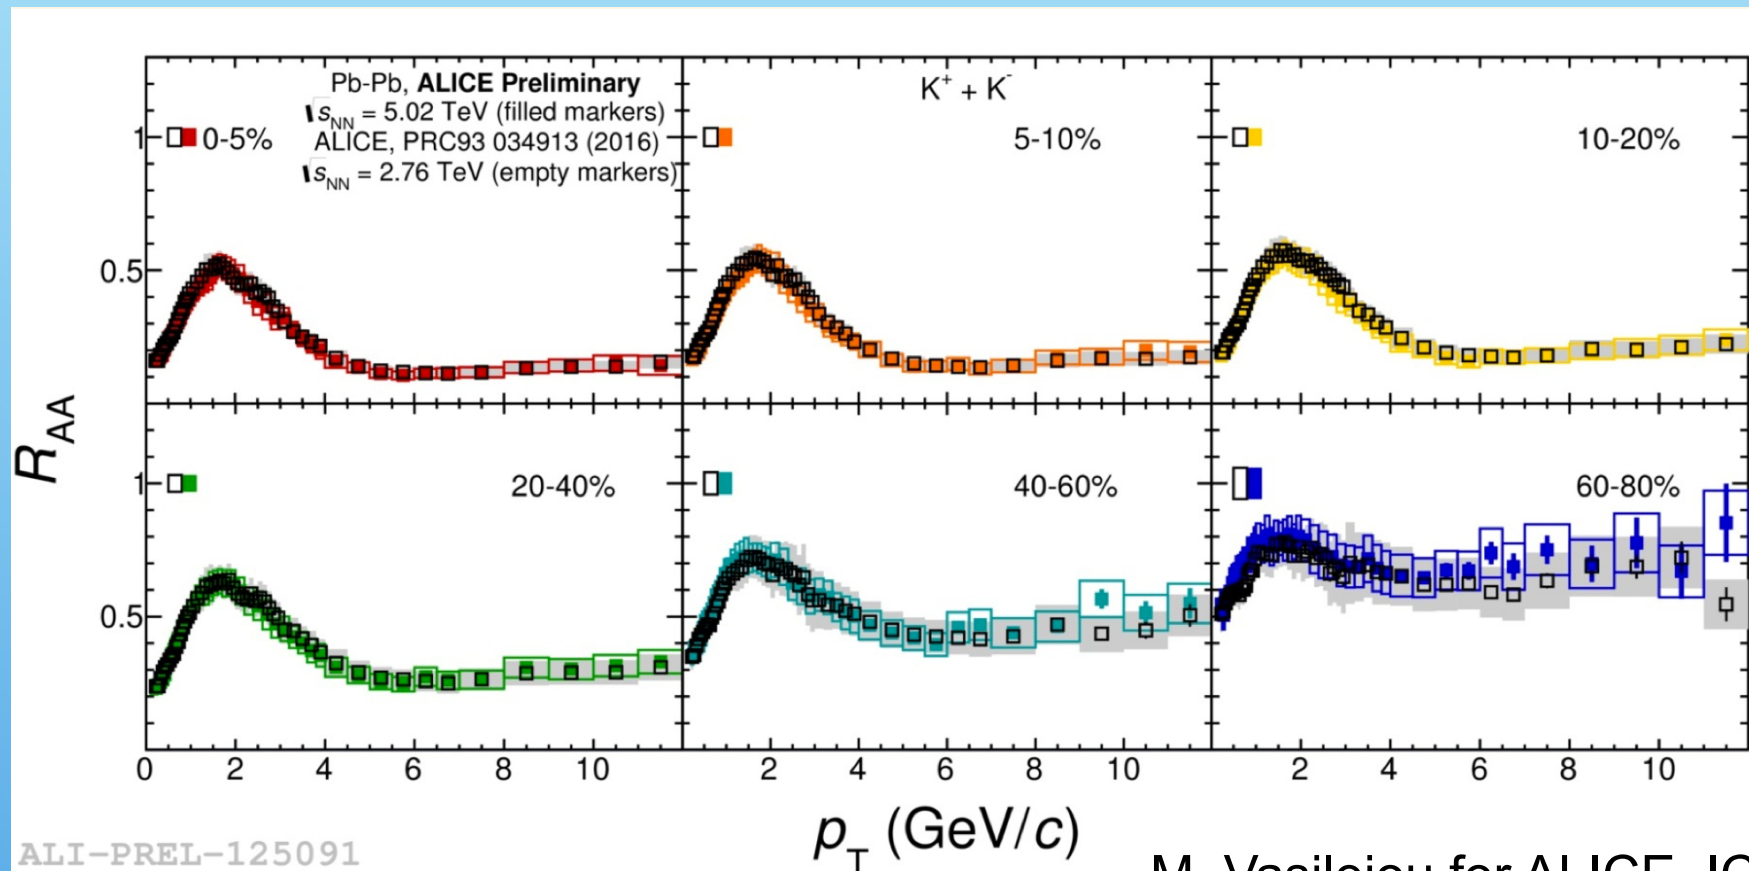 Pb-Pb, ALICE Preliminary
√sNN = 5.02 TeV (filled markers)
ALICE, PRC93 034913 (2016)
√sNN = 2.76 TeV (empty markers)
K+ + K-
1
0-5%
5-10%
10-20%
0.5
RAA
1
20-40%
40-60%
60-80%
0.5
0 2 4 6 8 10 2 4 6 8 10 2 4 6 8 10
pT (GeV/c)
ALI-PREL-125091